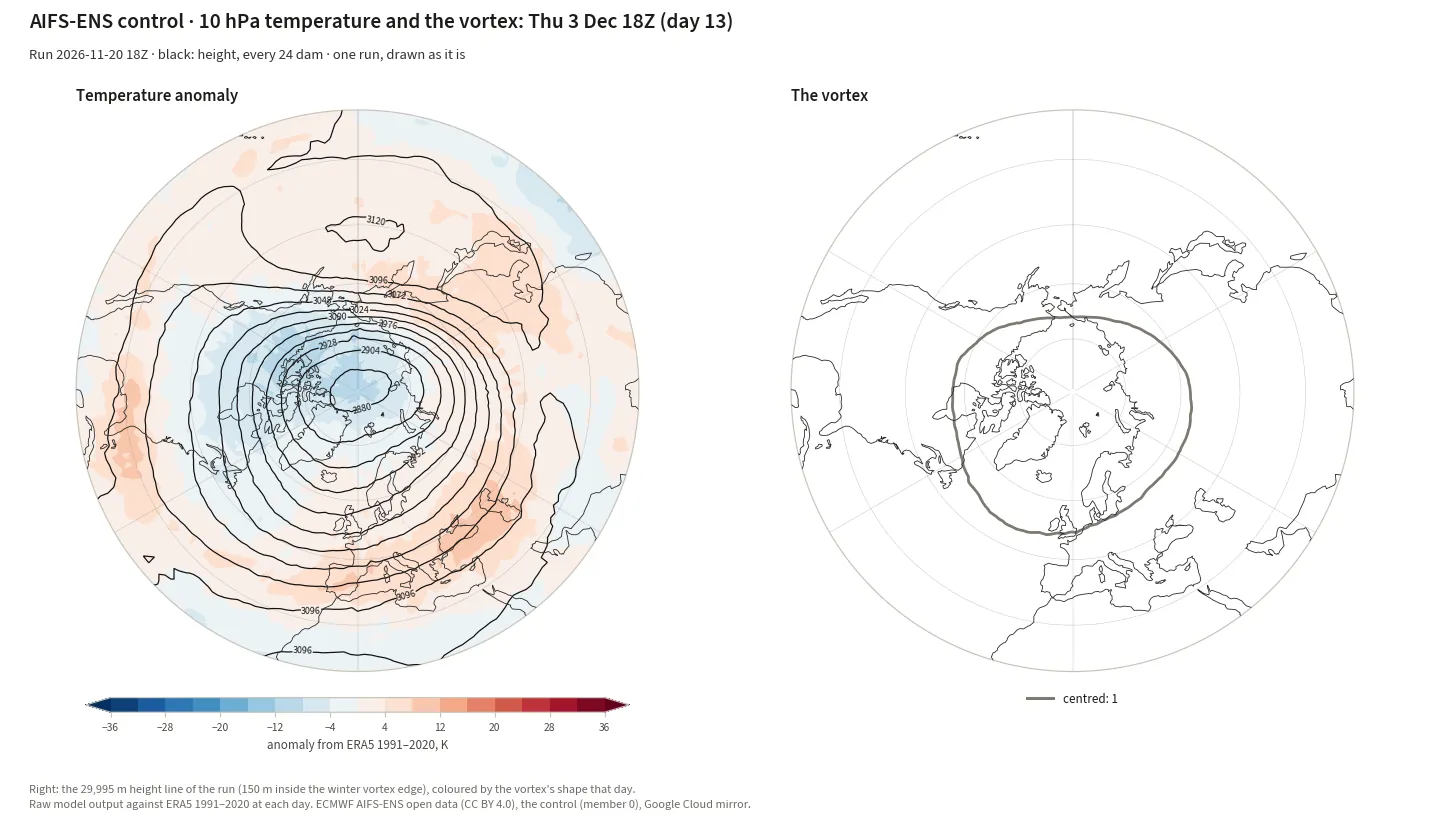 AIFS-ENS control · 10 hPa temperature and the vortex: Thu 3 Dec 18Z (day 13)
Run 2026-11-20 18Z · black: height, every 24 dam · one run, drawn as it is
Temperature anomaly
The vortex
3120
3096
3072
3048
3024
3000
2976
2928
2904
2880
3096
3096
3096
−36 −28 −20 −12 −4 4 12 20 28 36
anomaly from ERA5 1991–2020, K
centred: 1
Right: the 29,995 m height line of the run (150 m inside the winter vortex edge), coloured by the vortex's shape that day.
Raw model output against ERA5 1991–2020 at each day. ECMWF AIFS-ENS open data (CC BY 4.0), the control (member 0), Google Cloud mirror.